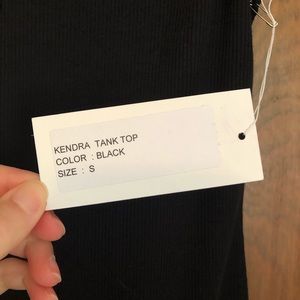 KENDRA TANK TOP
COLOR : BLACK
SIZE : S